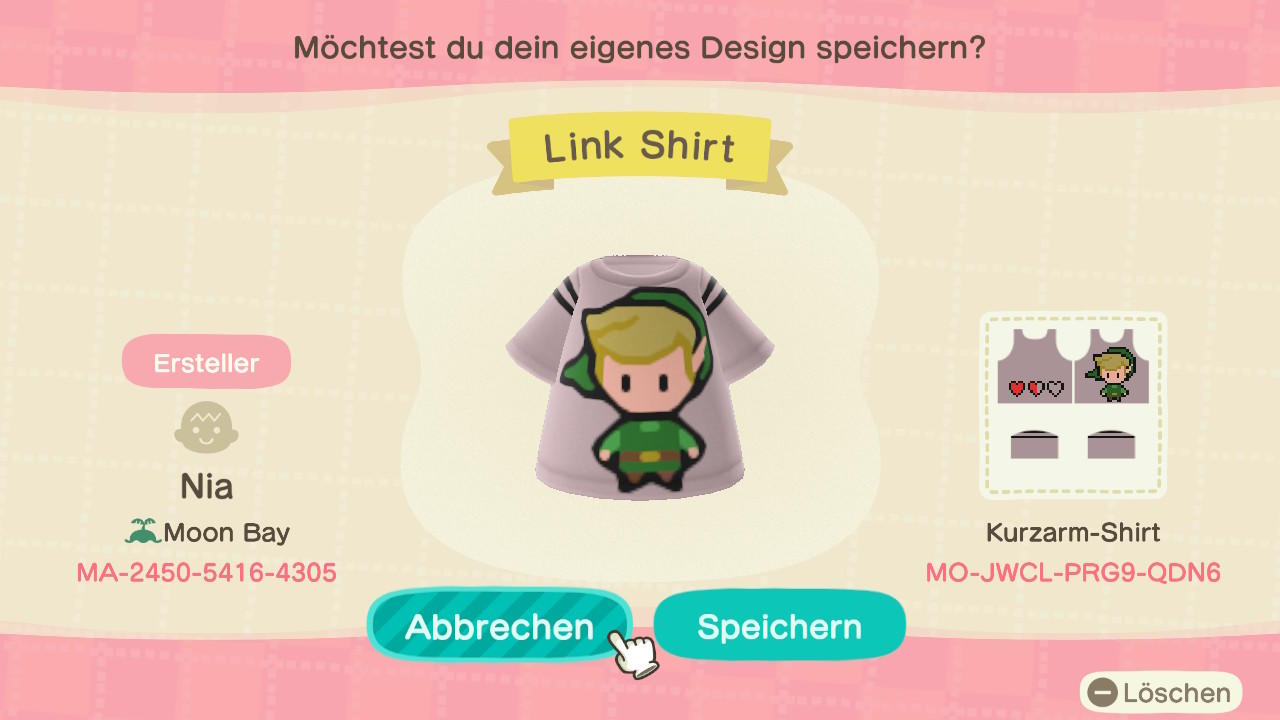 Möchtest du dein eigenes Design speichern?
Link Shirt
Ersteller
Nia
Moon Bay
MA-2450-5416-4305
Kurzarm-Shirt
MO-JWCL-PRG9-QDN6
Abbrechen
Speichern
Löschen